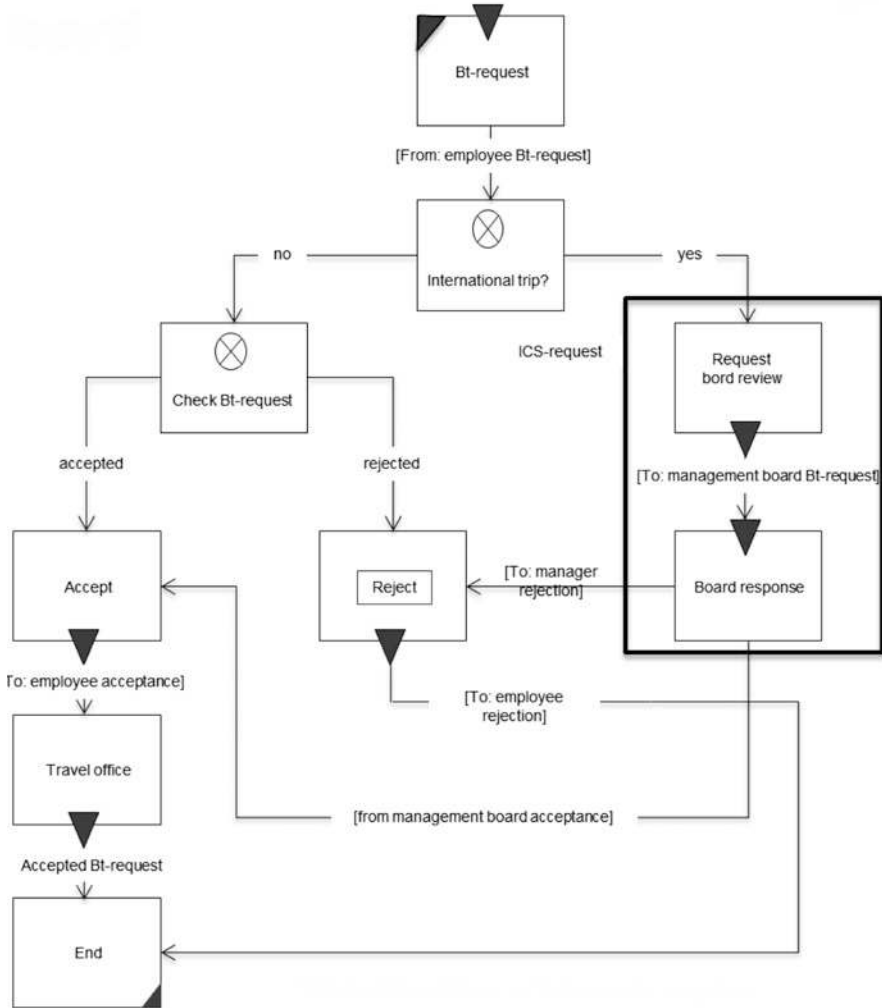 Bt-request
[From: employee Bt-request]
no
yes
International trip?
ICS-request
Request
bord review
Check Bt-request
accepted
rejected
[To: management board Bt-request]
Accept
Reject
[To: manager
rejection]
Board response
To: employee acceptance]
[To: employee
rejection]
Travel office
[from management board acceptance]
Accepted Bt-request
End